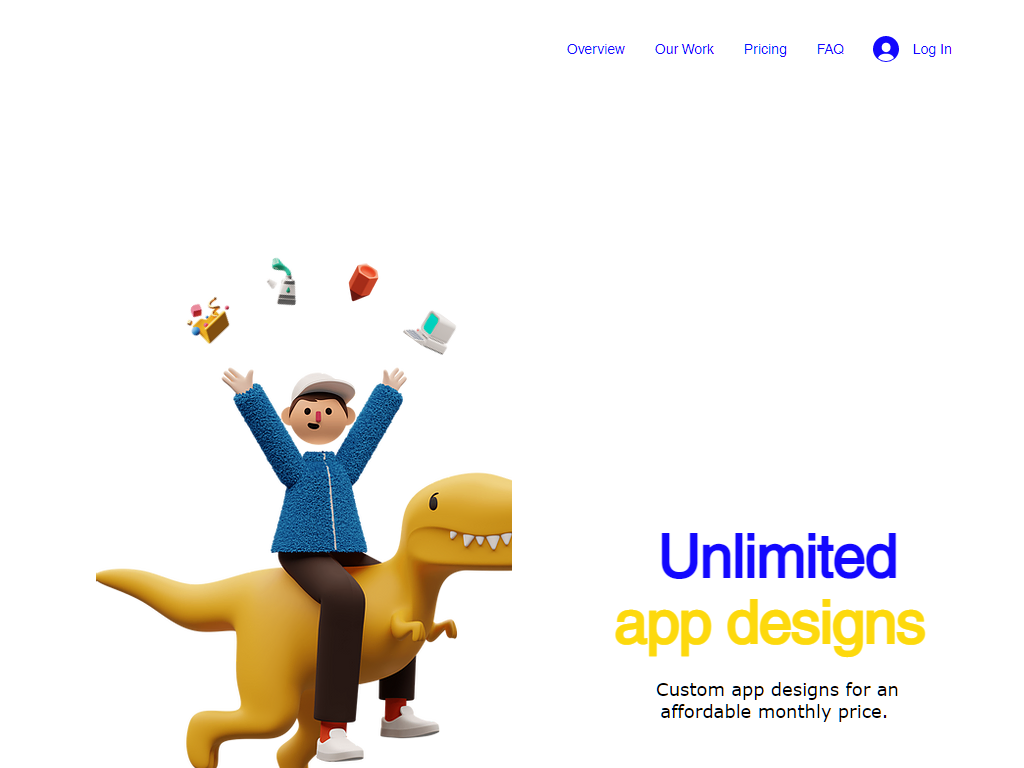 Overview Our Work Pricing FAQ Log In
Unlimited
app designs
Custom app designs for an
affordable monthly price.